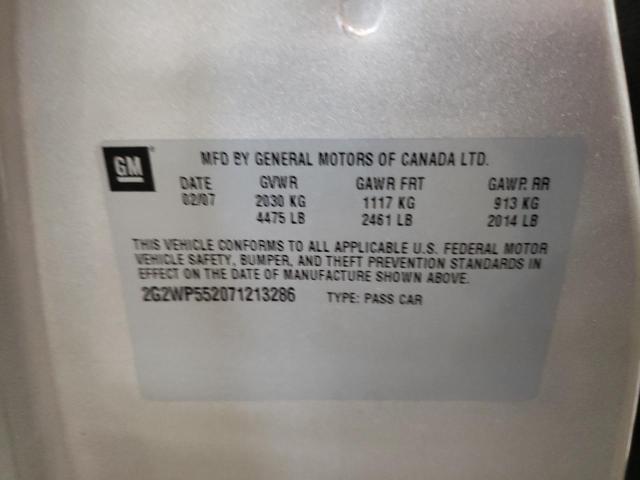 GM
MFD BY GENERAL MOTORS OF CANADA LTD.
DATE GVWR GAWR FRT GAWR RR
02/07 2030 KG 1117 KG 913 KG
4475 LB 2461 LB 2014 LB
THIS VEHICLE CONFORMS TO ALL APPLICABLE U.S. FEDERAL MOTOR
VEHICLE SAFETY, BUMPER, AND THEFT PREVENTION STANDARDS IN
EFFECT ON THE DATE OF MANUFACTURE SHOWN ABOVE.
2G2WP552071213286 TYPE: PASS CAR